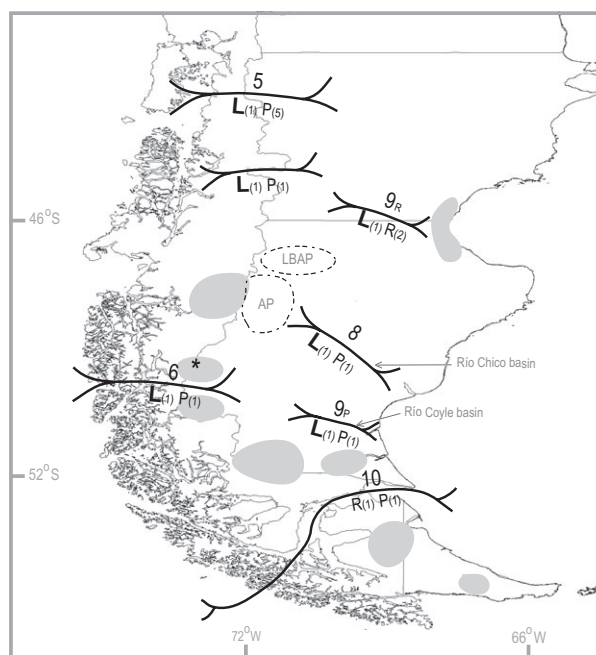 5
L(1) P(5)
L(1) P(1)
46°S
9R
L(1) R(2)
LBAP
AP
8
L(1) P(1)
Río Chico basin
*
6
L(1) P(1)
9P
L(1) P(1)
Río Coyle basin
52°S
10
R(1) P(1)
72°W
66°W